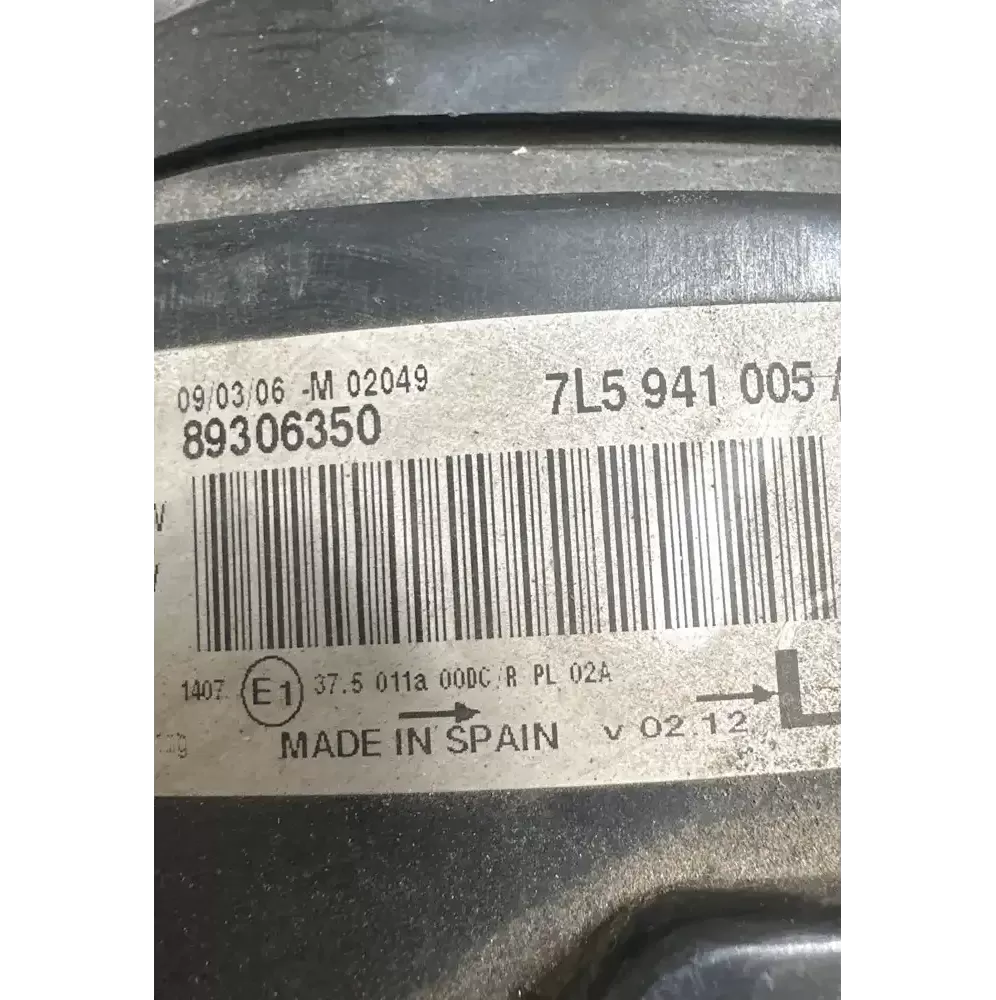 09/03/06 -M 02049
7L5 941 005
89306350
1407 E1 37.5 011a 00DC/R PL 02A
MADE IN SPAIN v 02.12 L